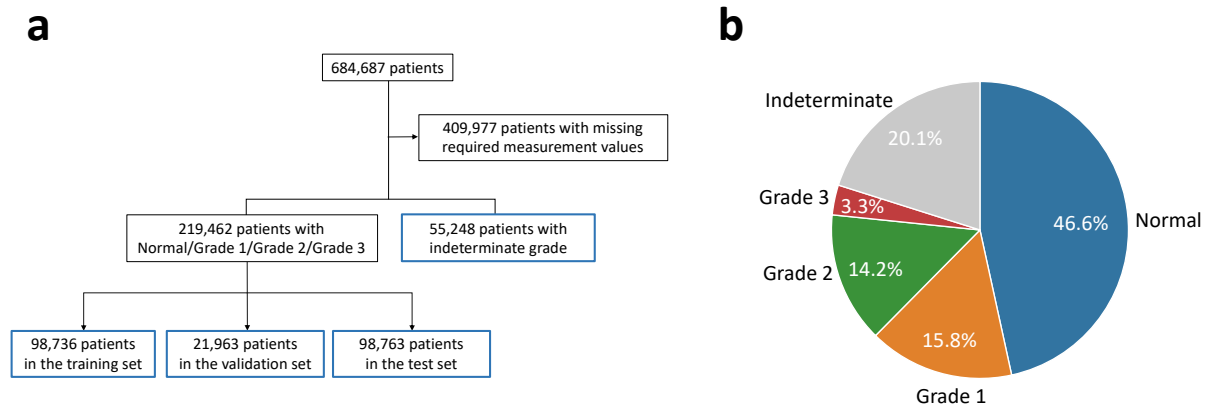 a
684,687 patients
409,977 patients with missing
required measurement values
219,462 patients with
Normal/Grade 1/Grade 2/Grade 3
55,248 patients with
indeterminate grade
98,736 patients
in the training set
21,963 patients
in the validation set
98,763 patients
in the test set
b
Indeterminate
20.1%
Grade 3
3.3%
46.6%
Normal
Grade 2
14.2%
15.8%
Grade 1